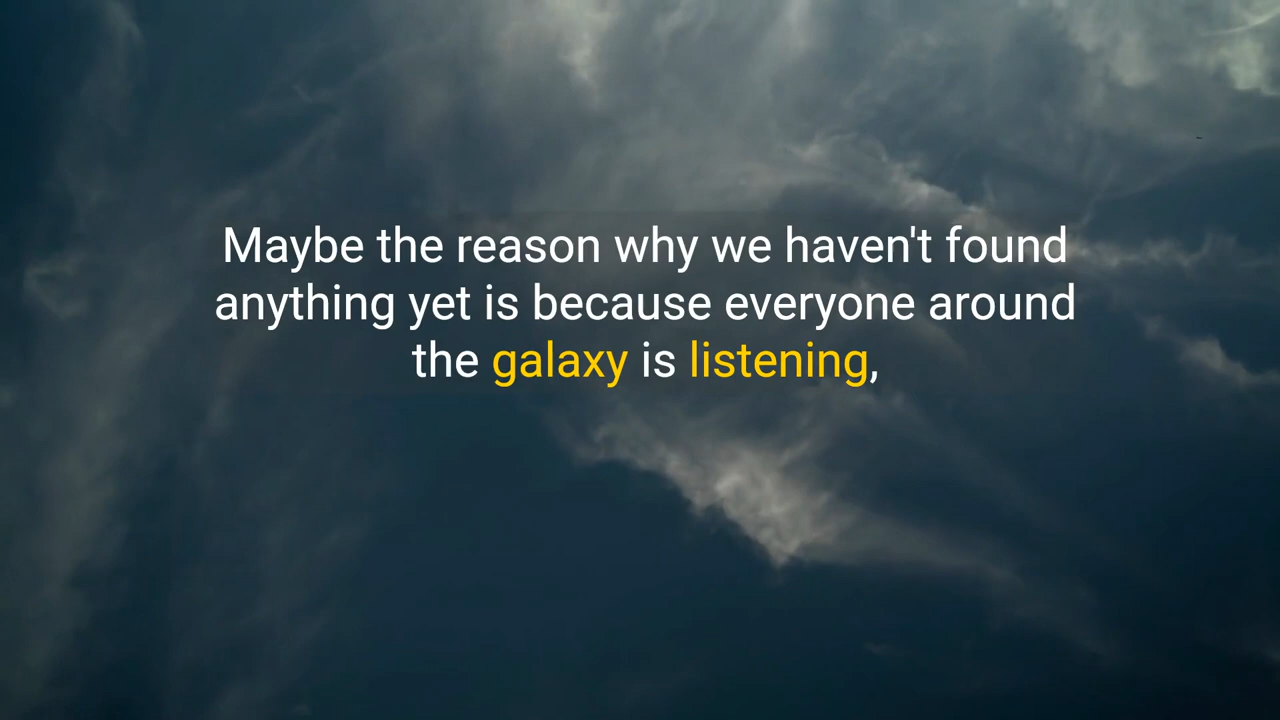 Maybe the reason why we haven't found
anything yet is because everyone around
the galaxy is listening,